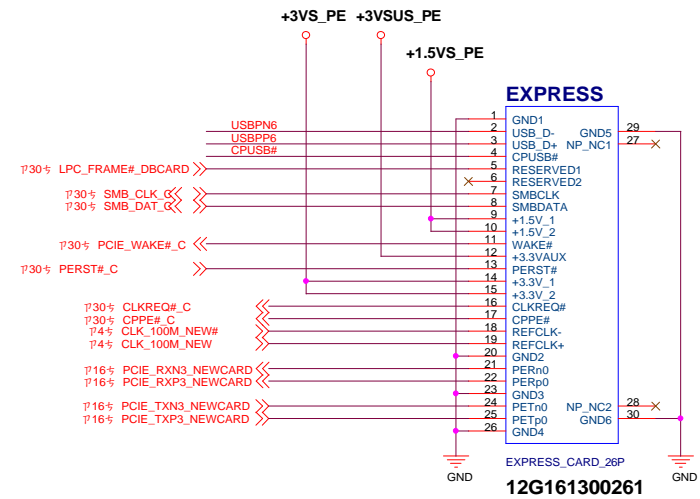 +3VS_PE +3VSUS_PE
+1.5VS_PE
EXPRESS
1 GND1
USBPN6 2 USB_D- GND5 29
USBPP6 3 USB_D+ NP_NC1 27
CPUSB# 4 CPUSB#
LPC_FRAME#_DBCARD 5 RESERVED1
6 RESERVED2
SMB_CLK_C 7 SMBCLK
SMB_DAT_C 8 SMBDATA
9 +1.5V_1
10 +1.5V_2
PCIE_WAKE#_C 11 WAKE#
12 +3.3VAUX
PERST#_C 13 PERST#
14 +3.3V_1
15 +3.3V_2
CLKREQ#_C 16 CLKREQ#
CPPE#_C 17 CPPE#
CLK_100M_NEW# 18 REFCLK-
CLK_100M_NEW 19 REFCLK+
20 GND2
PCIE_RXN3_NEWCARD 21 PERn0
PCIE_RXP3_NEWCARD 22 PERp0
23 GND3
PCIE_TXN3_NEWCARD 24 PETn0 NP_NC2 28
PCIE_TXP3_NEWCARD 25 PETp0 GND6 30
26 GND4
EXPRESS_CARD_26P
GND GND
12G161300261